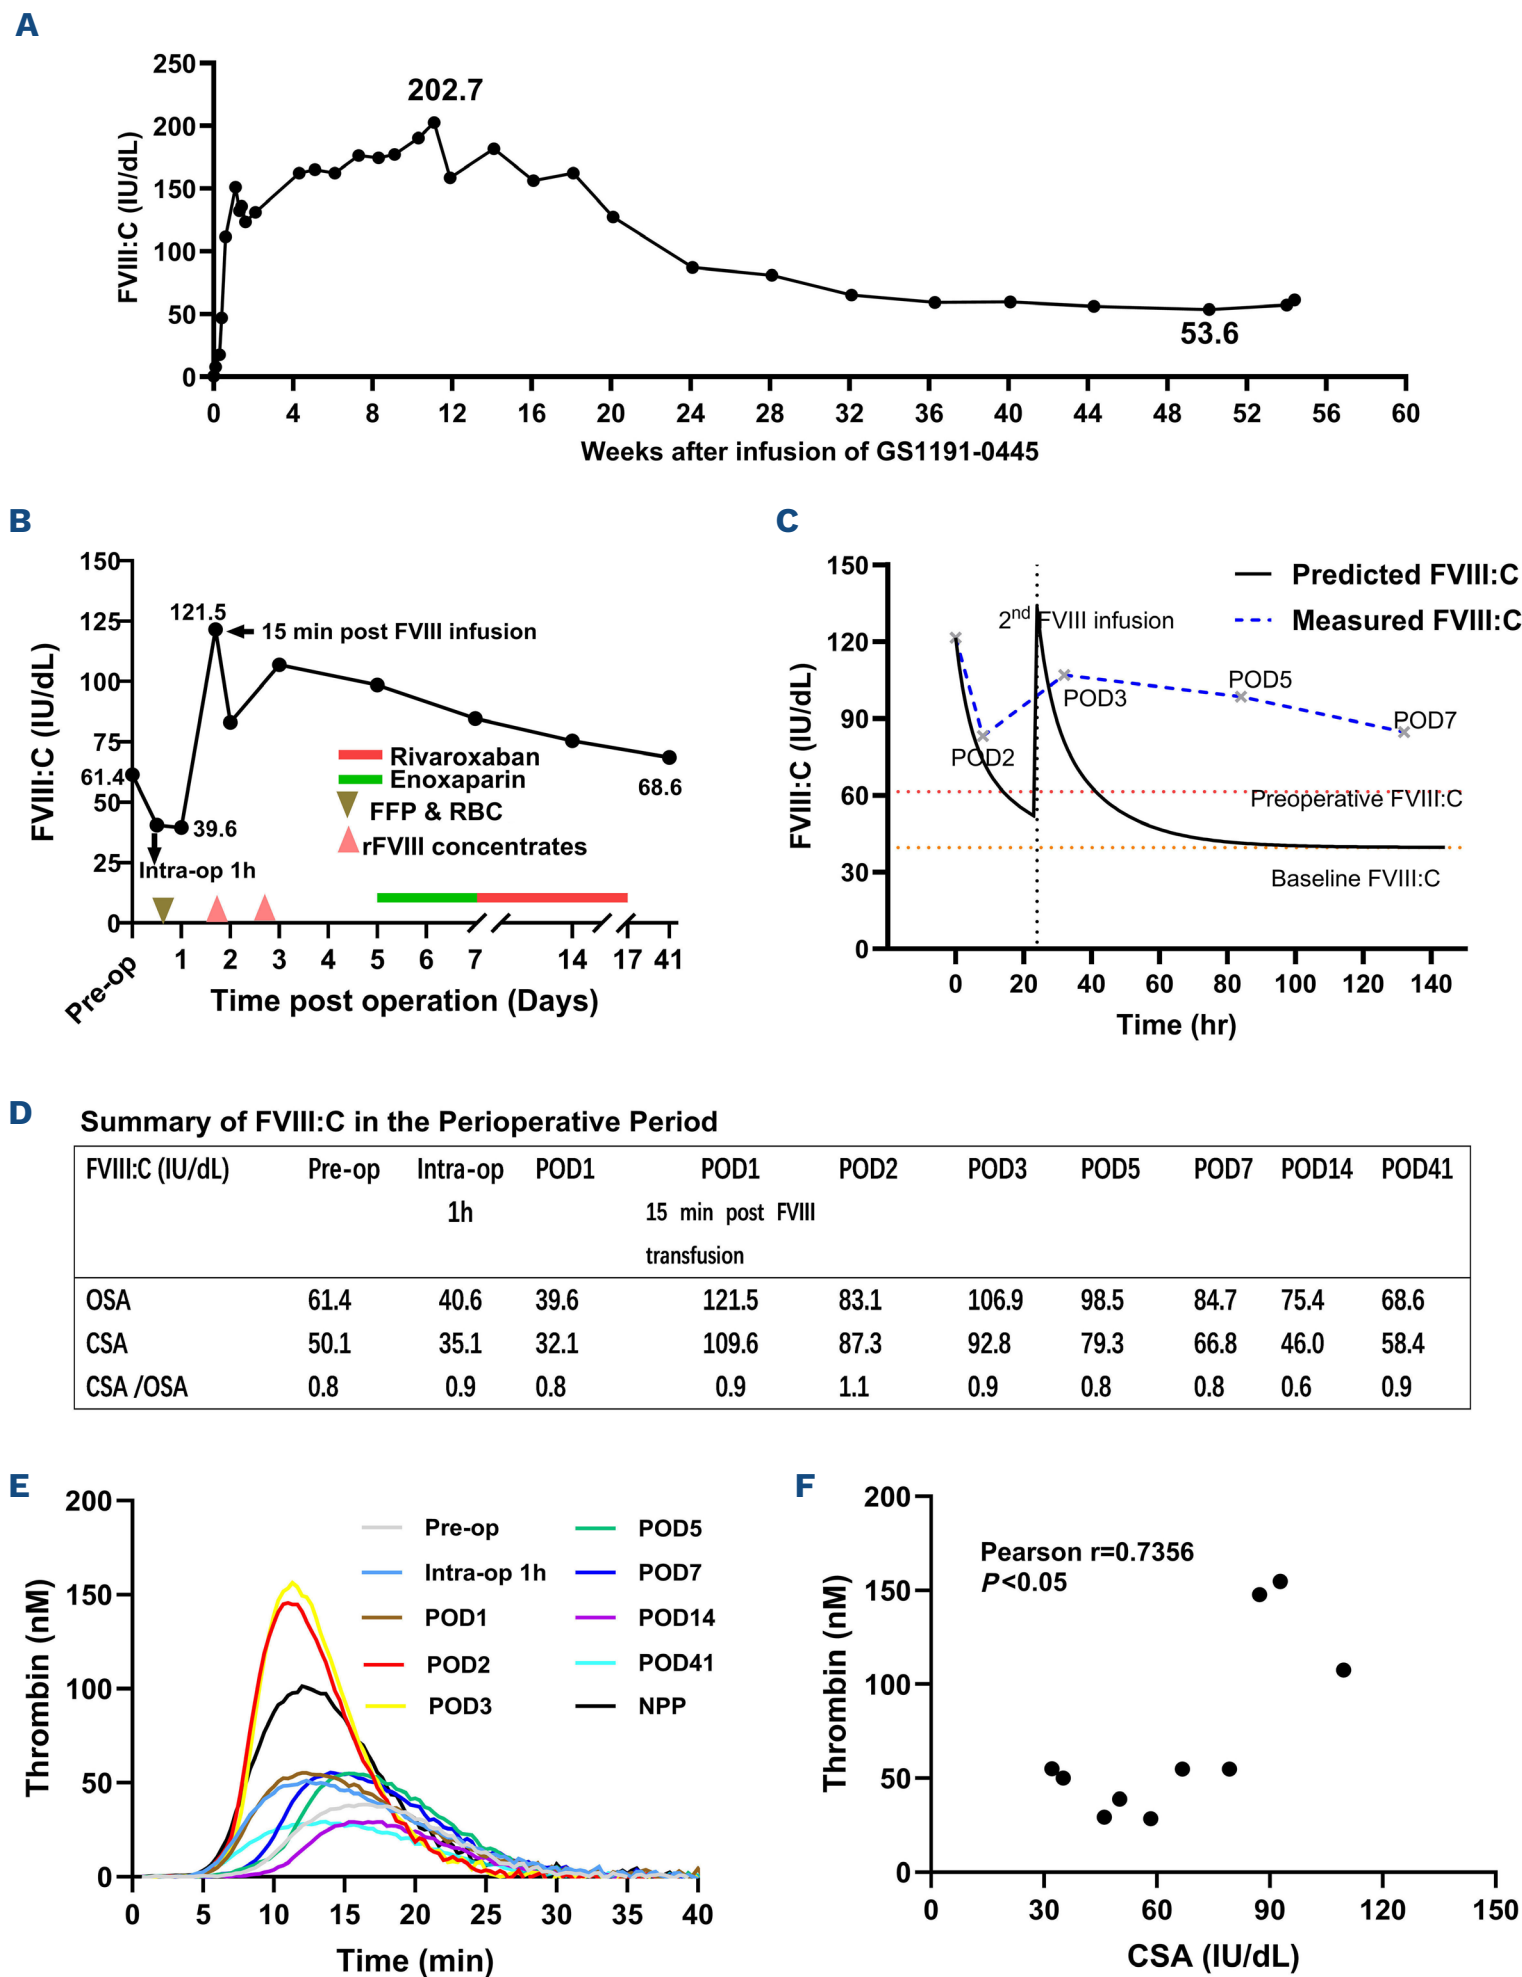 A
250
200
150
100
50
0
FVIII:C (IU/dL)
202.7
53.6
0 4 8 12 16 20 24 28 32 36 40 44 48 52 56 60
Weeks after infusion of GS1191-0445
B
150
125
100
75
50
25
0
FVIII:C (IU/dL)
121.5
15 min post FVIII infusion
61.4
39.6
Intra-op 1h
68.6
Rivaroxaban
Enoxaparin
FFP & RBC
rFVIII concentrates
Pre-op 1 2 3 4 5 6 7 14 17 41
Time post operation (Days)
C
150
120
90
60
30
0
FVIII:C (IU/dL)
Predicted FVIII:C
Measured FVIII:C
2nd FVIII infusion
POD2
POD3
POD5
POD7
Preoperative FVIII:C
Baseline FVIII:C
0 20 40 60 80 100 120 140
Time (hr)
D
Summary of FVIII:C in the Perioperative Period
FVIII:C (IU/dL) Pre-op Intra-op POD1 POD1 POD2 POD3 POD5 POD7 POD14 POD41
1h 15 min post FVIII
transfusion
OSA 61.4 40.6 39.6 121.5 83.1 106.9 98.5 84.7 75.4 68.6
CSA 50.1 35.1 32.1 109.6 87.3 92.8 79.3 66.8 46.0 58.4
CSA /OSA 0.8 0.9 0.8 0.9 1.1 0.9 0.8 0.8 0.6 0.9
E
200
150
100
50
0
Thrombin (nM)
Pre-op
Intra-op 1h
POD1
POD2
POD3
POD5
POD7
POD14
POD41
NPP
0 5 10 15 20 25 30 35 40
Time (min)
F
200
150
100
50
0
Thrombin (nM)
Pearson r=0.7356
P<0.05
0 30 60 90 120 150
CSA (IU/dL)